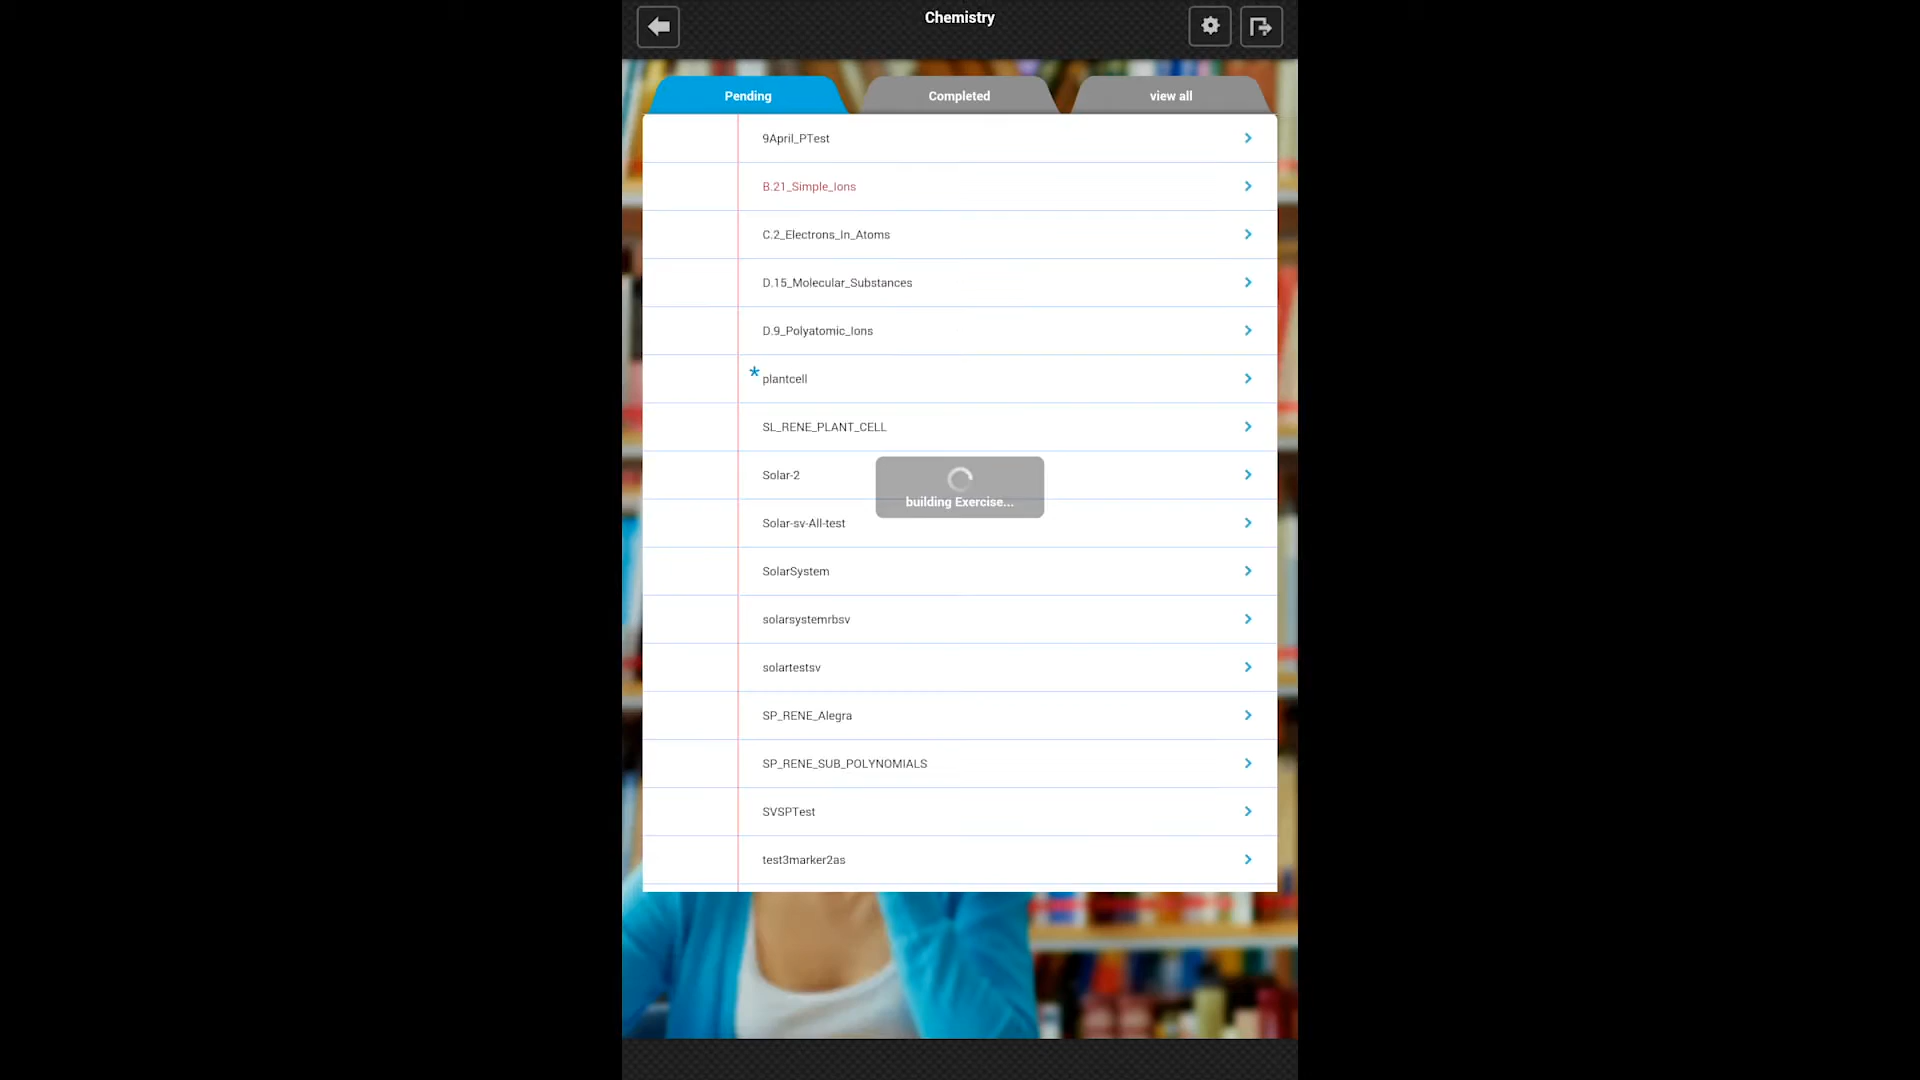 Chemistry
Pending
Completed
view all
9April_PTest
B.21_Simple_Ions
C.2_Electrons_In_Atoms
D.15_Molecular_Substances
D.9_Polyatomic_Ions
* plantcell
SL_RENE_PLANT_CELL
Solar-2
building Exercise...
Solar-sv-All-test
SolarSystem
solarsystemrbsv
solartestsv
SP_RENE_Alegra
SP_RENE_SUB_POLYNOMIALS
SVSPTest
test3marker2as